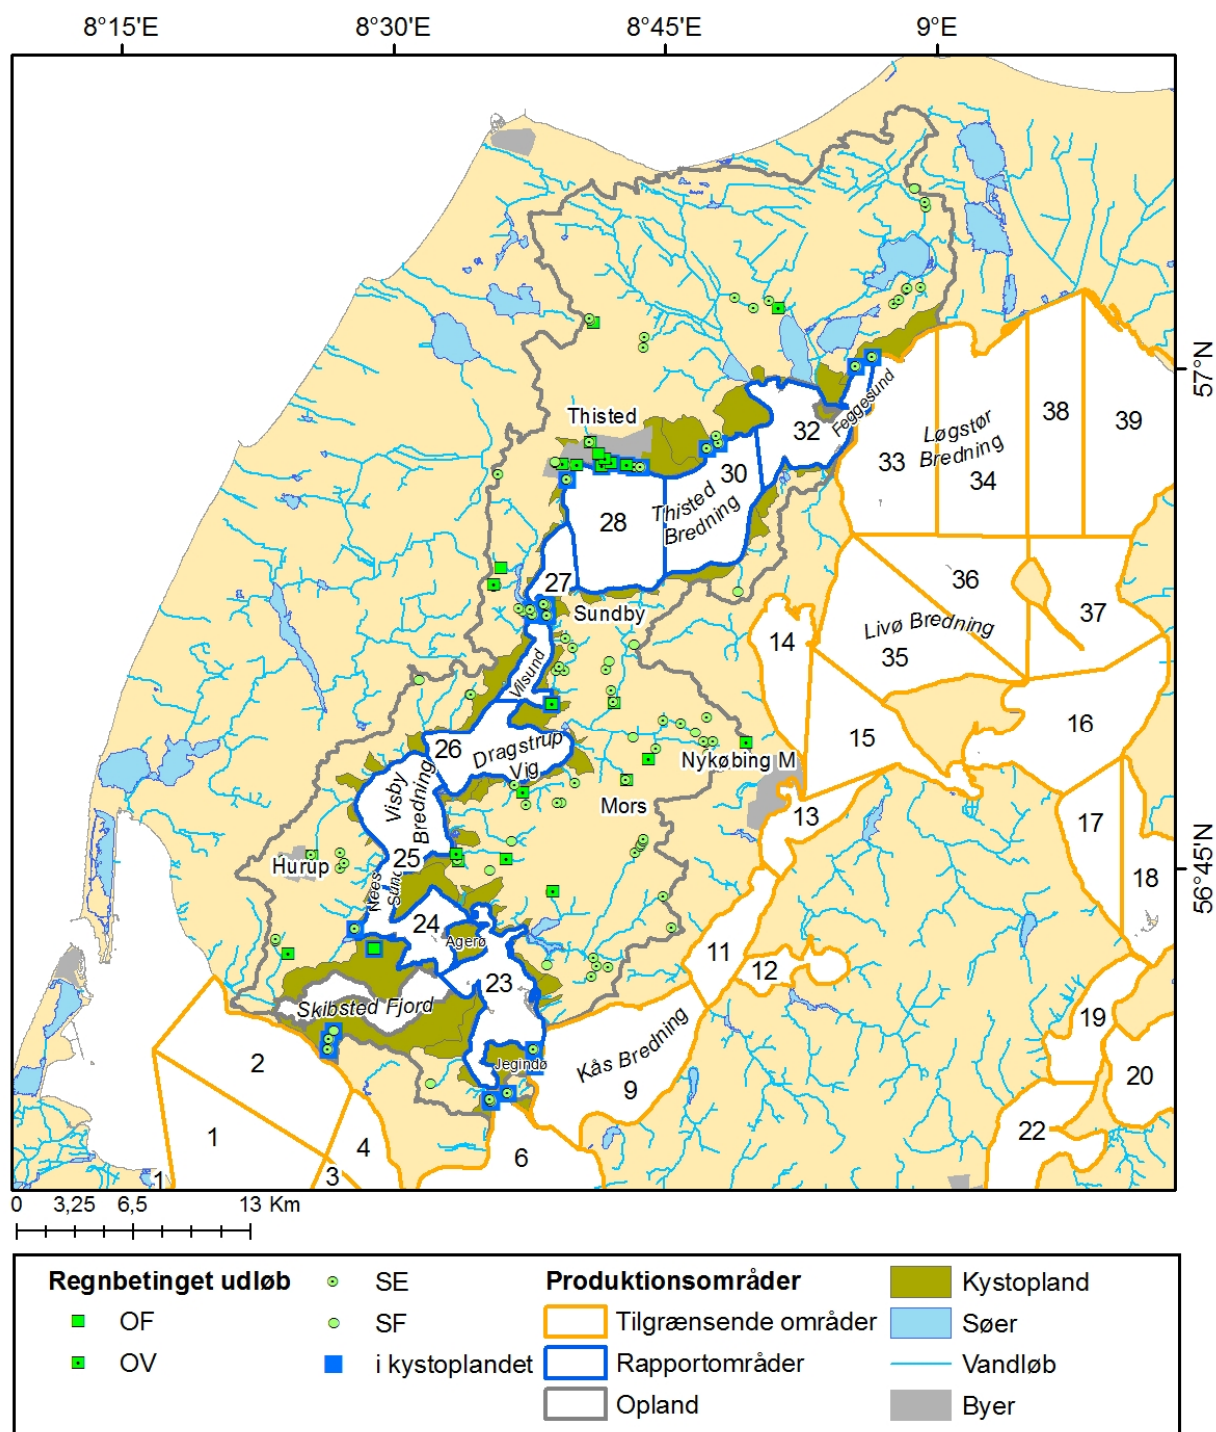 8°15'E
8°30'E
8°45'E
9°E
57°N
56°45'N
Thisted
Feggesund
32
33
Løgstør
Bredning
34
38
39
28
30
Thisted
Bredning
27
Sundby
36
37
Livø Bredning
35
14
15
16
Vilsund
26
Dragstrup
Vig
Visby
Bredning
25
Nykøbing M
Mors
13
17
18
Hurup
Nees
Sund
24
Agerø
23
11
12
19
20
22
Skibsted Fjord
Jegindø
Kås Bredning
9
2
1
1
3
4
6
0
3,25
6,5
13 Km
Regnbetinget udløb
OF
OV
SE
SF
i kystoplandet
Produktionsområder
Tilgrænsende områder
Rapportområder
Opland
Kystopland
Søer
Vandløb
Byer